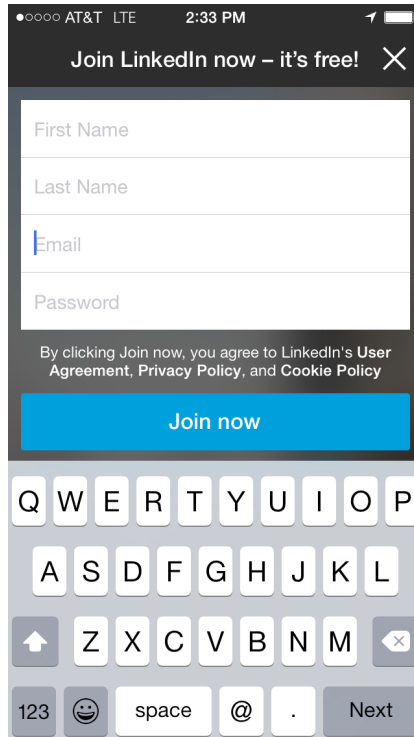 AT&T LTE 2:33 PM
Join LinkedIn now – it's free!
First Name
Last Name
Email
Password
By clicking Join now, you agree to LinkedIn's User
Agreement, Privacy Policy, and Cookie Policy
Join now
Q W E R T Y U I O P
A S D F G H J K L
Z X C V B N M
123 space @ . Next